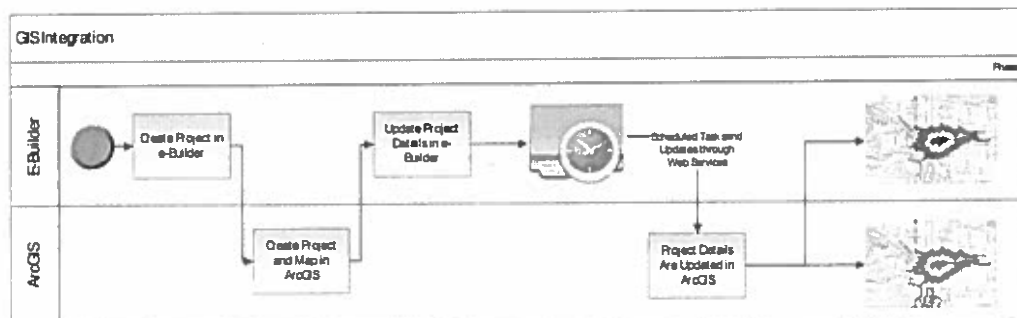 GIS Integration
Phase
E-Builder
Create Project in
e-Builder
Update Project
Details in e-
Builder
Scheduled Task send
Updates through
Web Services
ArcGIS
Create Project
and Map in
ArcGIS
Project Details
Are Updated in
ArcGIS